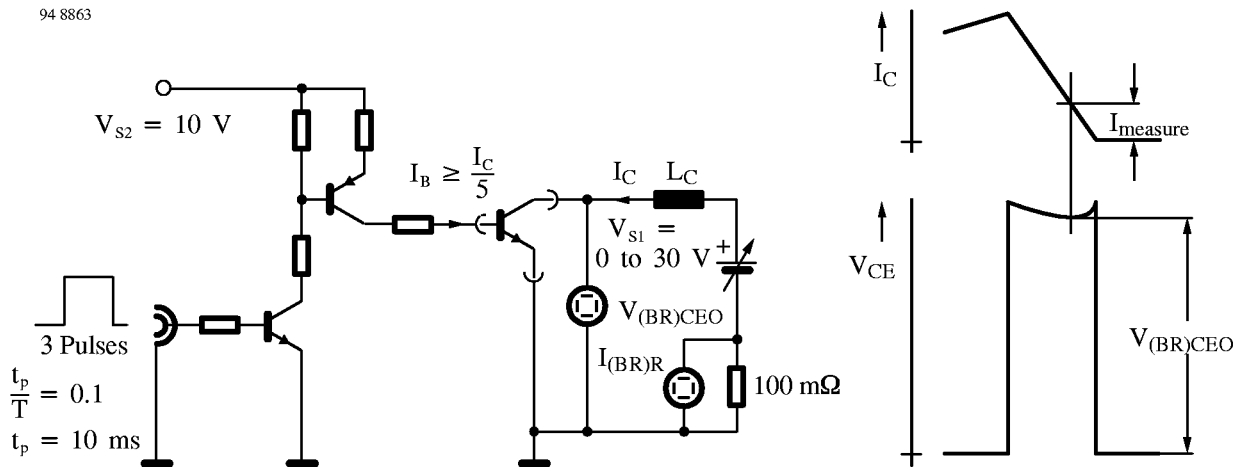 94 8863
V_S2 = 10 V
I_B ≥ I_C/5
I_C
L_C
V_S1 =
0 to 30 V
+
V_(BR)CEO
I_(BR)R
100 mΩ
3 Pulses
t_p/T = 0.1
t_p = 10 ms
I_C
I_measure
V_CE
V_(BR)CEO